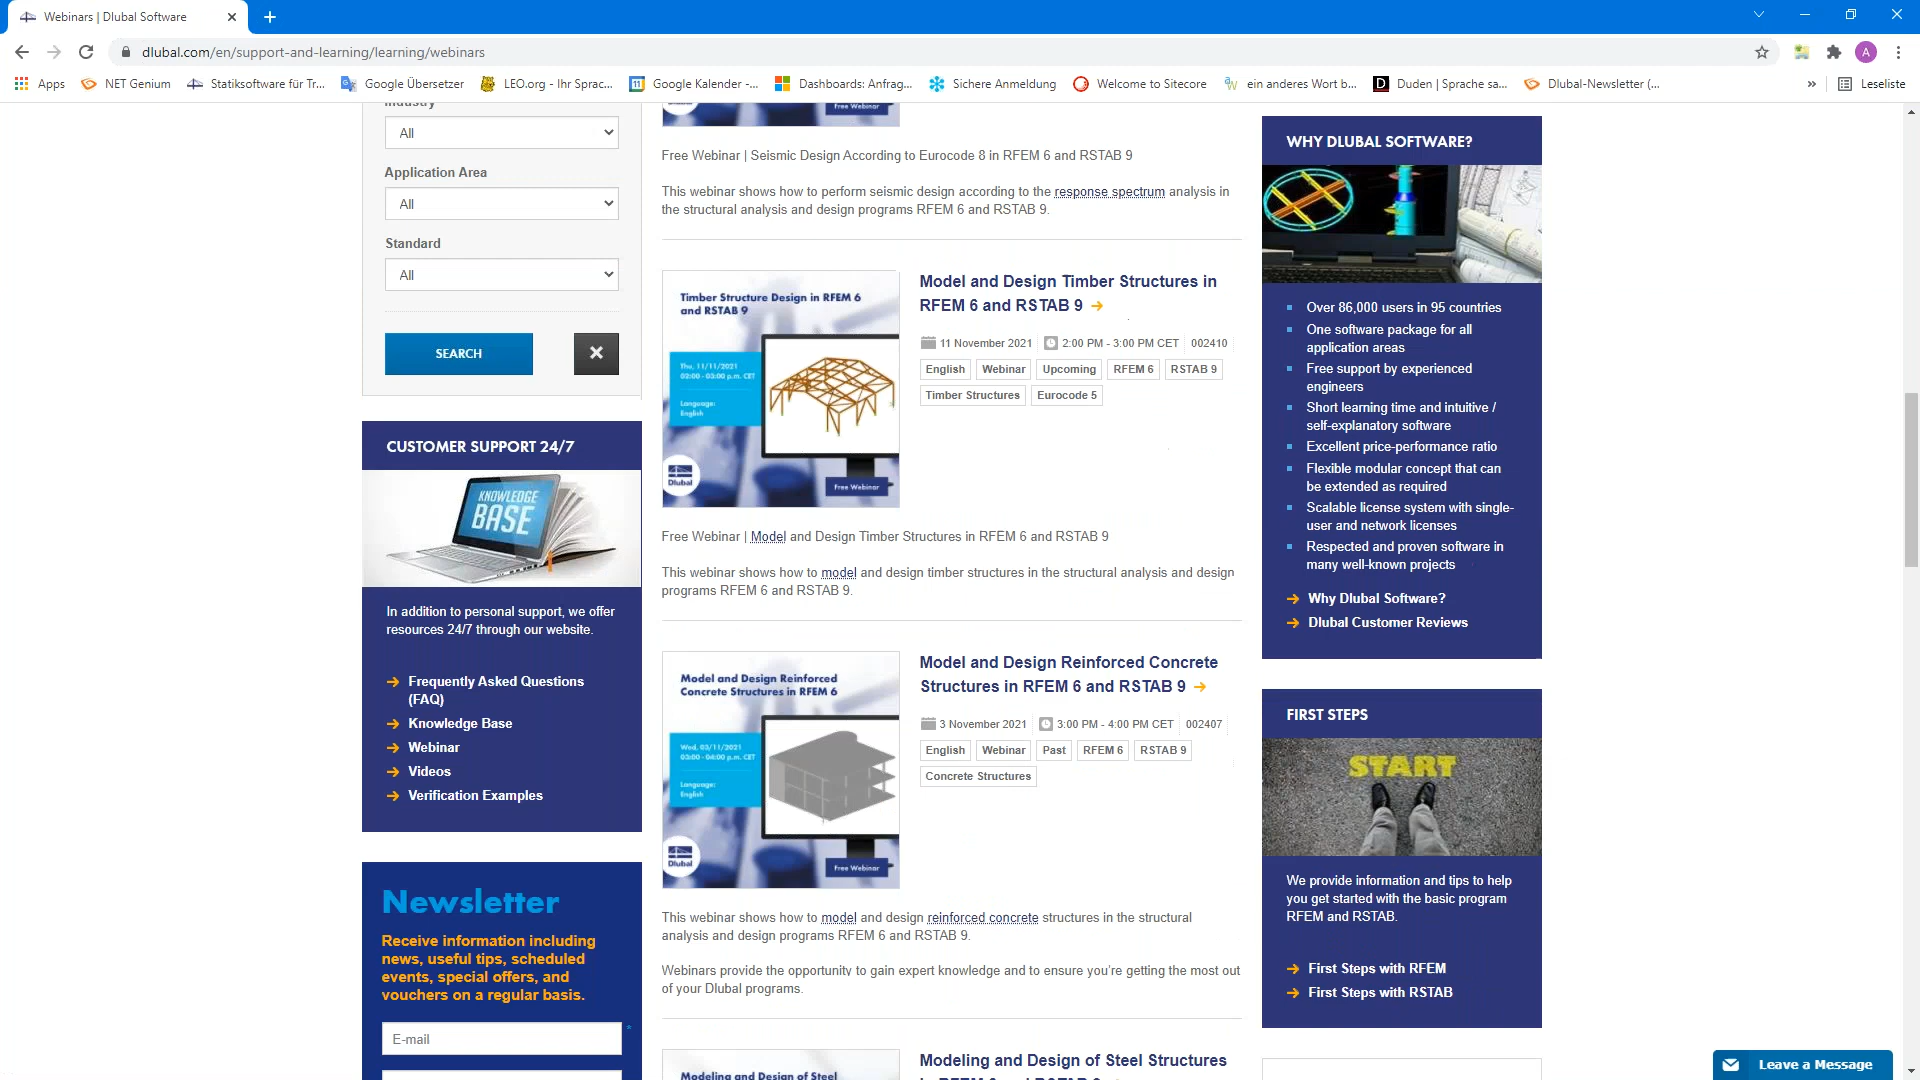 Webinars | Dlubal Software
dlubal.com/en/support-and-learning/learning/webinars
Apps
NET Genium
Statiksoftware für Tr...
Google Übersetzer
LEO.org - Ihr Sprac...
Google Kalender -...
Dashboards: Anfrag...
Sichere Anmeldung
Welcome to Sitecore
ein anderes Wort b...
Duden | Sprache sa...
Dlubal-Newsletter (...
»
Leseliste
A
Industry
All
Application Area
All
Standard
All
SEARCH
CUSTOMER SUPPORT 24/7
KNOWLEDGE
BASE
In addition to personal support, we offer
resources 24/7 through our website.
Frequently Asked Questions
(FAQ)
Knowledge Base
Webinar
Videos
Verification Examples
Newsletter
Receive information including
news, useful tips, scheduled
events, special offers, and
vouchers on a regular basis.
E-mail
*
Free Webinar
Free Webinar | Seismic Design According to Eurocode 8 in RFEM 6 and RSTAB 9
This webinar shows how to perform seismic design according to the response spectrum analysis in
the structural analysis and design programs RFEM 6 and RSTAB 9.
Timber Structure Design in RFEM 6
and RSTAB 9
Thu, 11/11/2021
02:00 - 03:00 p.m. CET
Language:
English
Dlubal
Free Webinar
Model and Design Timber Structures in
RFEM 6 and RSTAB 9
11 November 2021
2:00 PM - 3:00 PM CET
002410
English
Webinar
Upcoming
RFEM 6
RSTAB 9
Timber Structures
Eurocode 5
Free Webinar | Model and Design Timber Structures in RFEM 6 and RSTAB 9
This webinar shows how to model and design timber structures in the structural analysis and design
programs RFEM 6 and RSTAB 9.
Model and Design Reinforced
Concrete Structures in RFEM 6
Wed, 03/11/2021
03:00 - 04:00 p.m. CET
Language:
English
Dlubal
Free Webinar
Model and Design Reinforced Concrete
Structures in RFEM 6 and RSTAB 9
3 November 2021
3:00 PM - 4:00 PM CET
002407
English
Webinar
Past
RFEM 6
RSTAB 9
Concrete Structures
This webinar shows how to model and design reinforced concrete structures in the structural
analysis and design programs RFEM 6 and RSTAB 9.
Webinars provide the opportunity to gain expert knowledge and to ensure you're getting the most out
of your Dlubal programs.
Modeling and Design of Steel
Modeling and Design of Steel Structures
in RFEM 6 and RSTAB 9
WHY DLUBAL SOFTWARE?
Over 86,000 users in 95 countries
One software package for all
application areas
Free support by experienced
engineers
Short learning time and intuitive /
self-explanatory software
Excellent price-performance ratio
Flexible modular concept that can
be extended as required
Scalable license system with single-
user and network licenses
Respected and proven software in
many well-known projects
Why Dlubal Software?
Dlubal Customer Reviews
FIRST STEPS
START
We provide information and tips to help
you get started with the basic program
RFEM and RSTAB.
First Steps with RFEM
First Steps with RSTAB
Leave a Message